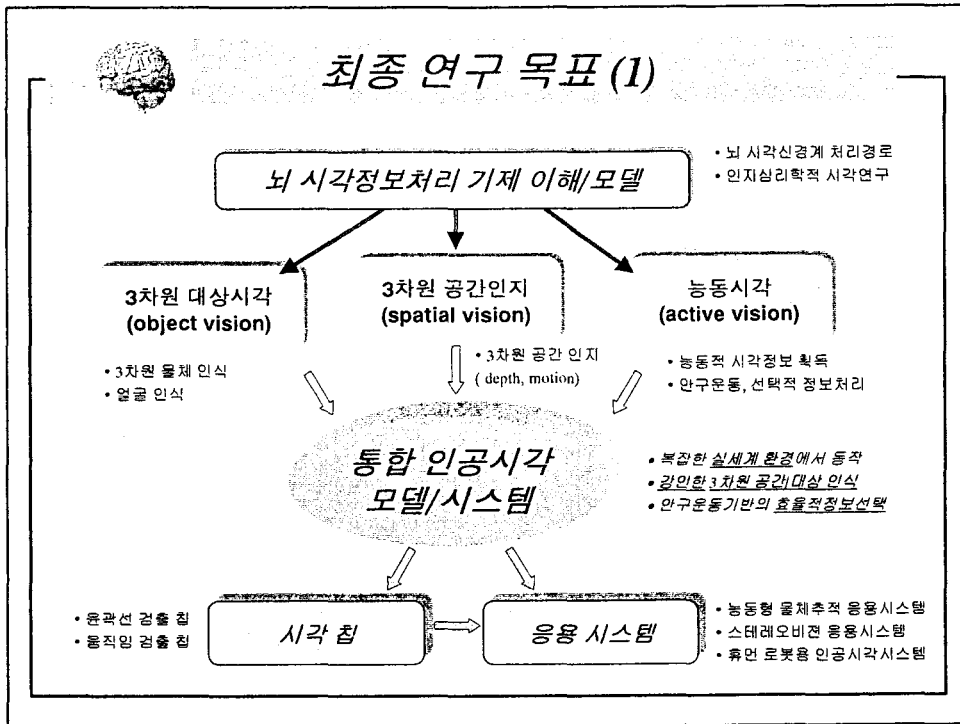 최종 연구 목표 (1)
뇌 시각정보처리 기제 이해/모델
• 뇌 시각신경계 처리경로
• 인지심리학적 시각연구
3차원 대상시각
(object vision)
3차원 공간인지
(spatial vision)
능동시각
(active vision)
• 3차원 물체 인식
• 얼굴 인식
• 3차원 공간 인지
( depth, motion)
• 능동적 시각정보 획득
• 안구운동, 선택적 정보처리
통합 인공시각
모델/시스템
• 복잡한 실세계 환경에서 동작
• 강인한 3차원 공간/대상 인식
• 안구운동기반의 효율적정보선택
• 윤곽선 검출 칩
• 움직임 검출 칩
시각 칩
응용 시스템
• 능동형 물체추적 응용시스템
• 스테레오비젼 응용시스템
• 휴먼 로봇용 인공시각시스템